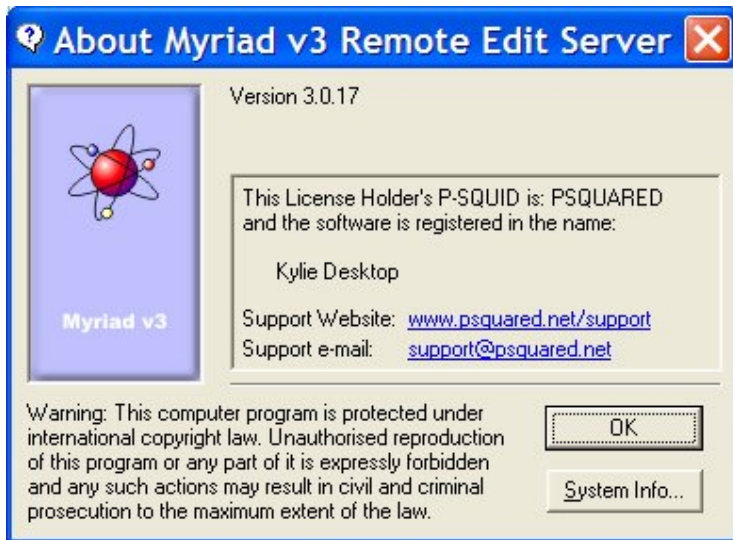 About Myriad v3 Remote Edit Server
Version 3.0.17
This License Holder's P-SQUID is: PSQUARED
and the software is registered in the name:
Kylie Desktop
Myriad v3
Support Website: www.psquared.net/support
Support e-mail: support@psquared.net
Warning: This computer program is protected under
international copyright law. Unauthorised reproduction
of this program or any part of it is expressly forbidden
and any such actions may result in civil and criminal
prosecution to the maximum extent of the law.
OK
System Info...